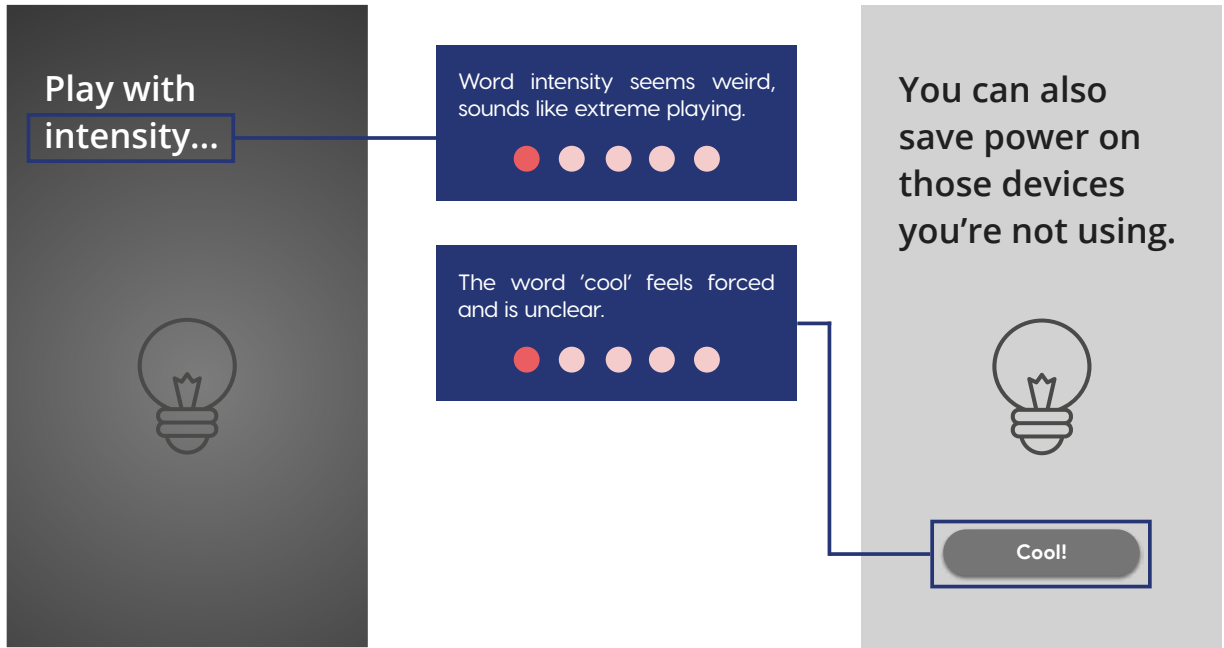 Play with
intensity...
Word intensity seems weird,
sounds like extreme playing.
The word ‘cool’ feels forced
and is unclear.
You can also
save power on
those devices
you’re not using.
Cool!